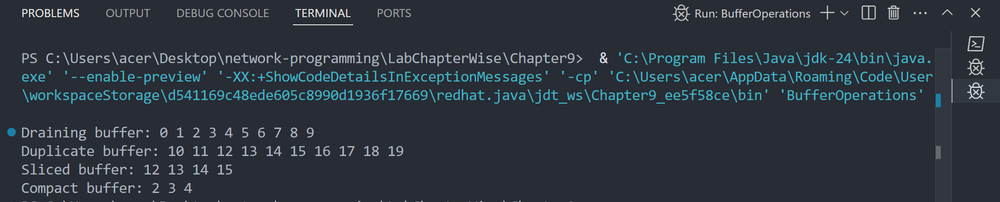 PROBLEMS OUTPUT DEBUG CONSOLE TERMINAL PORTS Run: BufferOperations
PS C:\Users\acer\Desktop\network-programming\LabChapterWise\Chapter9>  & 'C:\Program Files\Java\jdk-24\bin\java.
exe' '--enable-preview' '-XX:+ShowCodeDetailsInExceptionMessages' '-cp' 'C:\Users\acer\AppData\Roaming\Code\User
\workspaceStorage\d541169c48ede605c8990d1936f17669\redhat.java\jdt_ws\Chapter9_ee5f58ce\bin' 'BufferOperations'
Draining buffer: 0 1 2 3 4 5 6 7 8 9
Duplicate buffer: 10 11 12 13 14 15 16 17 18 19
Sliced buffer: 12 13 14 15
Compact buffer: 2 3 4